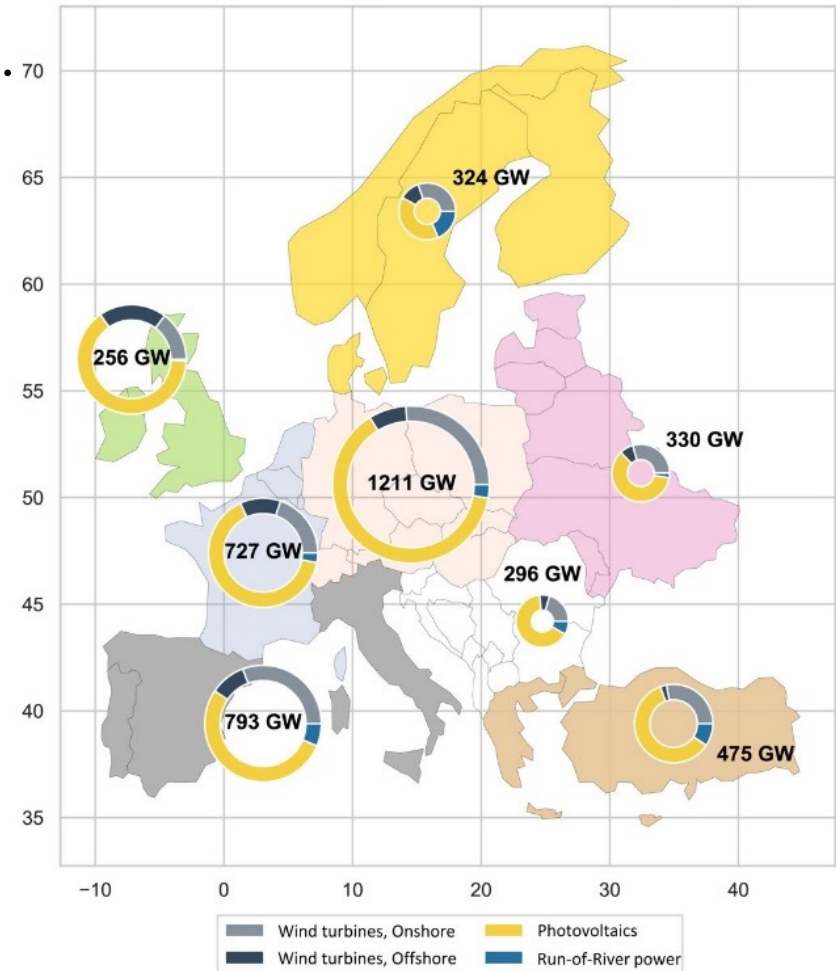 •
70
324 GW
65
60
256 GW
55
330 GW
1211 GW
50
727 GW
296 GW
45
793 GW
40
475 GW
35
−10 0 10 20 30 40
Wind turbines, Onshore Photovoltaics
Wind turbines, Offshore Run-of-River power